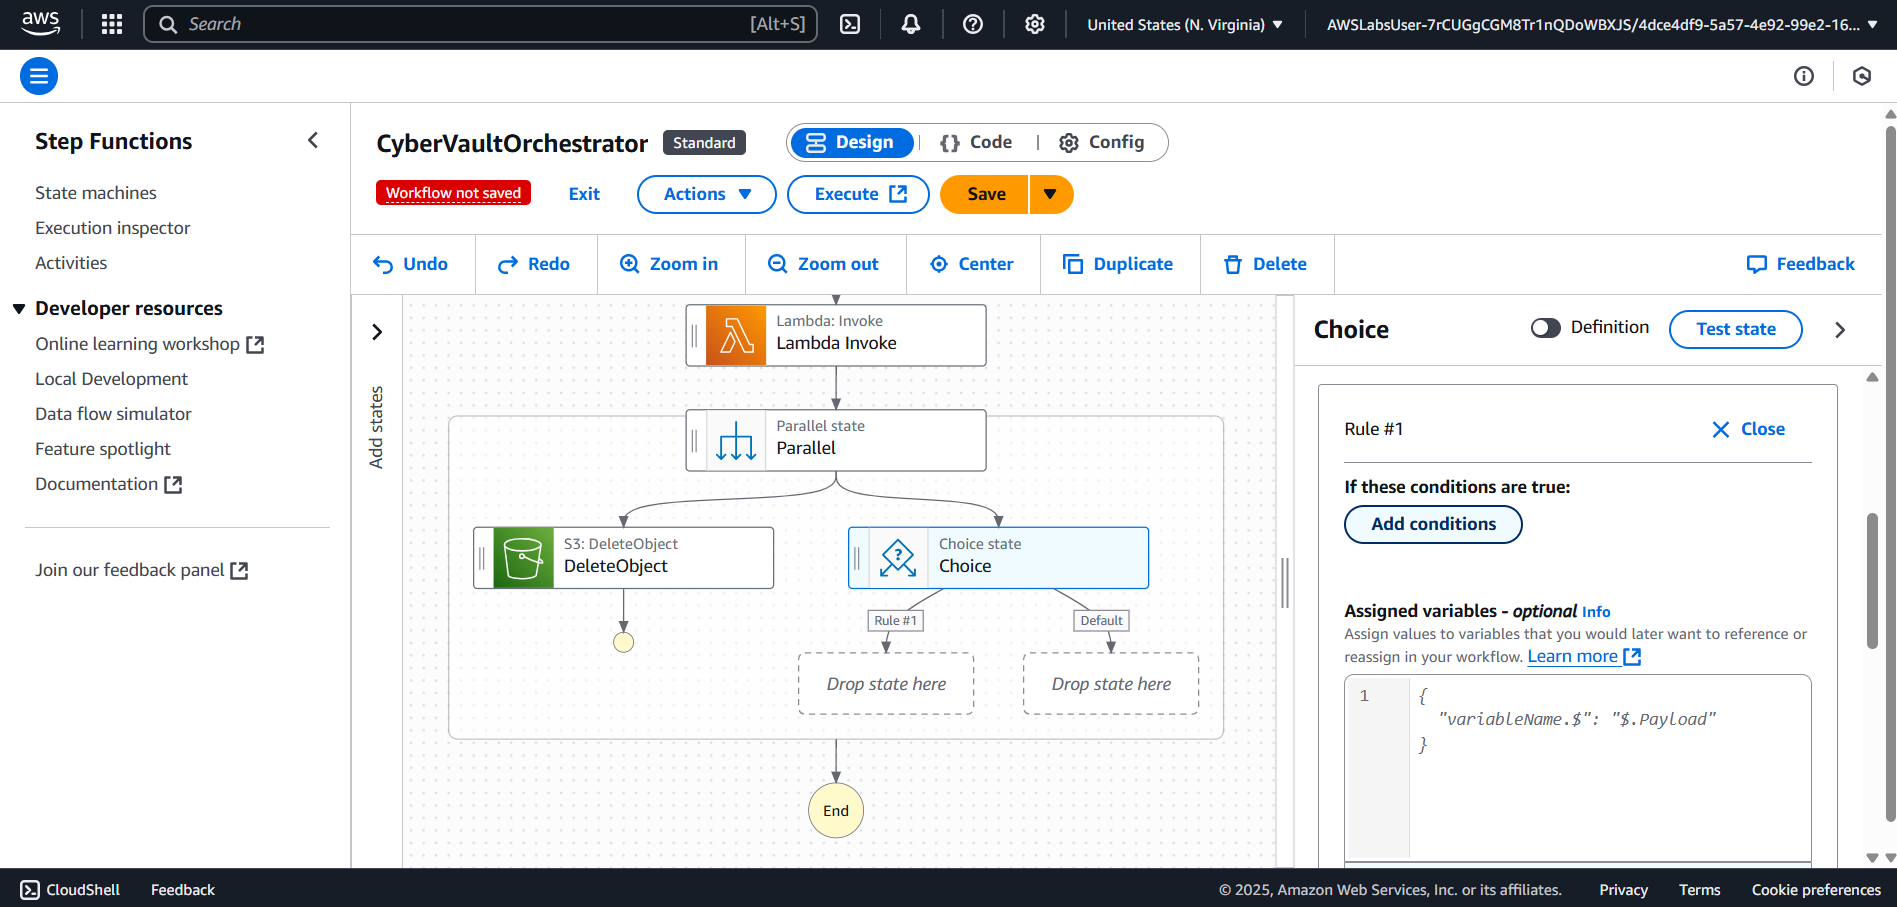 aws
Search
[Alt+S]
United States (N. Virginia)
AWSLabsUser-7rCUGgCGM8Tr1nQDoWBXJS/4dce4df9-5a57-4e92-99e2-16...
Step Functions
State machines
Execution inspector
Activities
Developer resources
Online learning workshop
Local Development
Data flow simulator
Feature spotlight
Documentation
Join our feedback panel
CyberVaultOrchestrator
Standard
Design
{} Code
Config
Workflow not saved
Exit
Actions
Execute
Save
Undo
Redo
Zoom in
Zoom out
Center
Duplicate
Delete
Feedback
Add states
Lambda: Invoke
Lambda Invoke
Parallel state
Parallel
S3: DeleteObject
DeleteObject
Choice state
Choice
Rule #1
Default
Drop state here
Drop state here
End
Choice
Definition
Test state
Rule #1
Close
If these conditions are true:
Add conditions
Assigned variables - optional Info
Assign values to variables that you would later want to reference or
reassign in your workflow. Learn more
1
{
"variableName.$": "$.Payload"
}
CloudShell
Feedback
© 2025, Amazon Web Services, Inc. or its affiliates.
Privacy
Terms
Cookie preferences